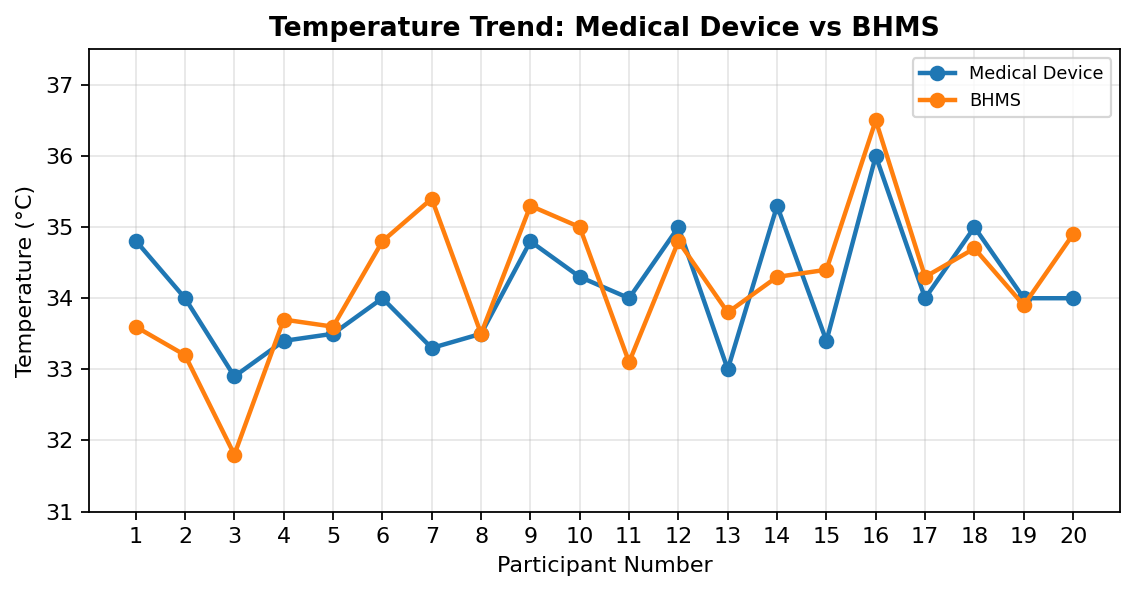 Temperature Trend: Medical Device vs BHMS
Medical Device
BHMS
Temperature (°C)
37
36
35
34
33
32
31
1 2 3 4 5 6 7 8 9 10 11 12 13 14 15 16 17 18 19 20
Participant Number